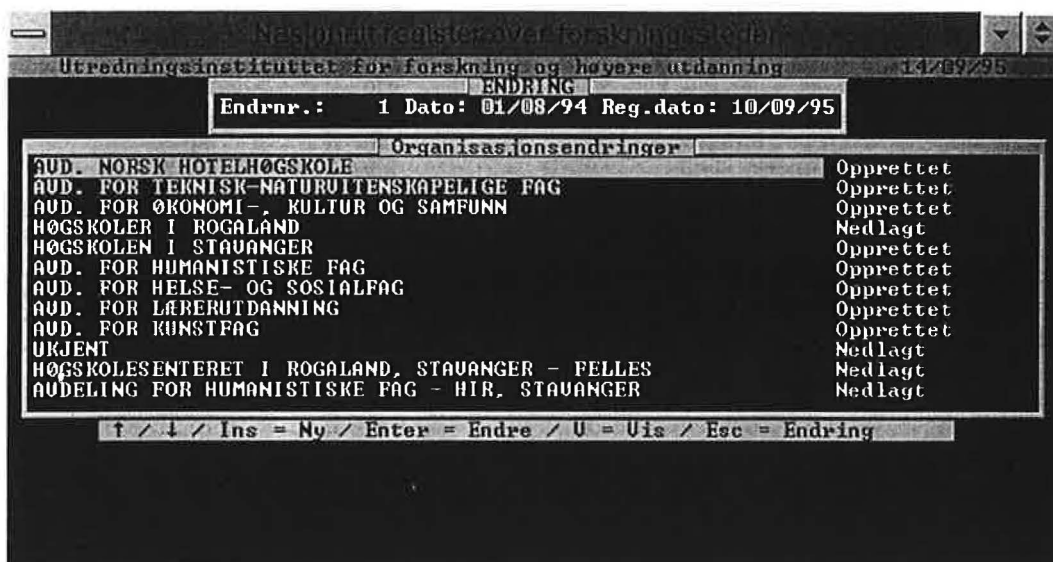 Nasjonalt register over forskningssteder
Utredningsinstituttet for forskning og høyere utdanning 14/09/95
ENDRING
Endrnr.: 1 Dato: 01/08/94 Reg.dato: 10/09/95
Organisasjonsendringer
AVD. NORSK HOTELHØGSKOLE Opprettet
AVD. FOR TEKNISK-NATURVITENSKAPELIGE FAG Opprettet
AVD. FOR ØKONOMI-, KULTUR OG SAMFUNN Opprettet
HØGSKOLER I ROGALAND Nedlagt
HØGSKOLEN I STAVANGER Opprettet
AVD. FOR HUMANISTISKE FAG Opprettet
AVD. FOR HELSE- OG SOSIALFAG Opprettet
AVD. FOR LÆRERUTDANNING Opprettet
AVD. FOR KUNSTFAG Opprettet
UKJENT Nedlagt
HØGSKOLESENTERET I ROGALAND, STAVANGER - FELLES Nedlagt
AVDELING FOR HUMANISTISKE FAG - HIR, STAVANGER Nedlagt
↑ / ↓ / Ins = Ny / Enter = Endre / V = Vis / Esc = Endring